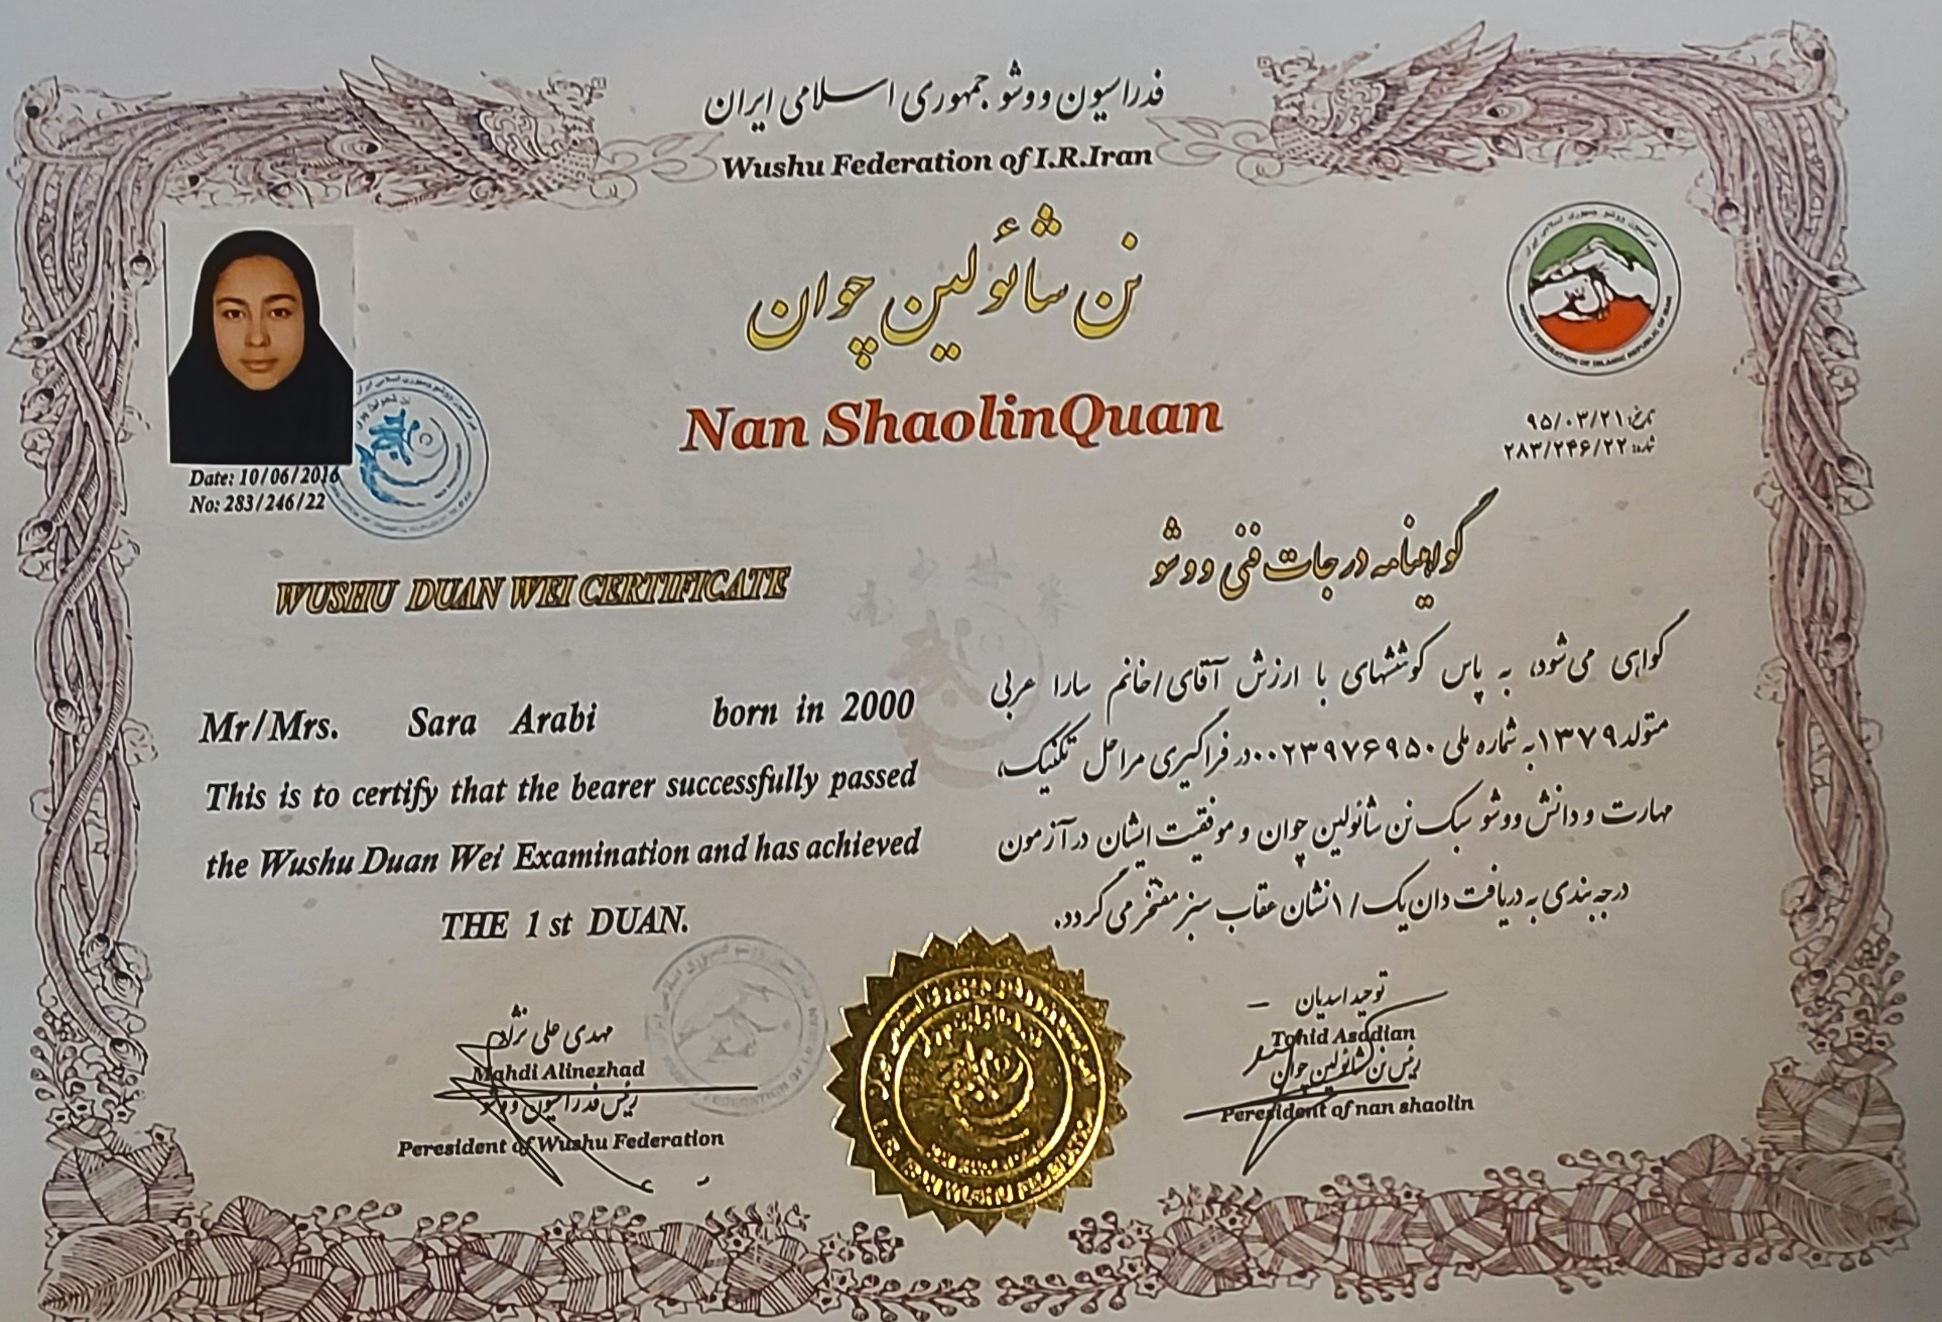 فدراسیون ووشو جمهوری اسلامی ایران
Wushu Federation of I.R.Iran
نن شائولین چوان
Nan ShaolinQuan
Date: 10/06/2016
No: 283/246/22
تاریخ: ۹۵/۰۳/۲۱
شماره: ۲۸۳/۲۴۶/۲۲
WUSHU DUAN WEI CERTIFICATE
Mr/Mrs. Sara Arabi born in 2000
This is to certify that the bearer successfully passed
the Wushu Duan Wei Examination and has achieved
THE 1 st DUAN.
گواهینامه درجات فنی ووشو
گواهی می‌شود، به پاس کوششهای با ارزش آقای/خانم سارا عربی
متولد ۱۳۷۹ به شماره ملی ۰۰۲۳۹۷۶۹۵۰ در فراگیری مراحل تکنیک،
مهارت و دانش ووشو سبک نن شائولین چوان و موفقیت ایشان در آزمون
درجه بندی به دریافت دان یک/۱ نشان عقاب سبز مفتخر می گردد.
مهدی علی نژاد
Mahdi Alinezhad
رئیس فدراسیون ووشو
Peresident of Wushu Federation
توحید اسدیان
Tohid Asadian
رئیس نن شائولین چوان
Peresident of nan shaolin